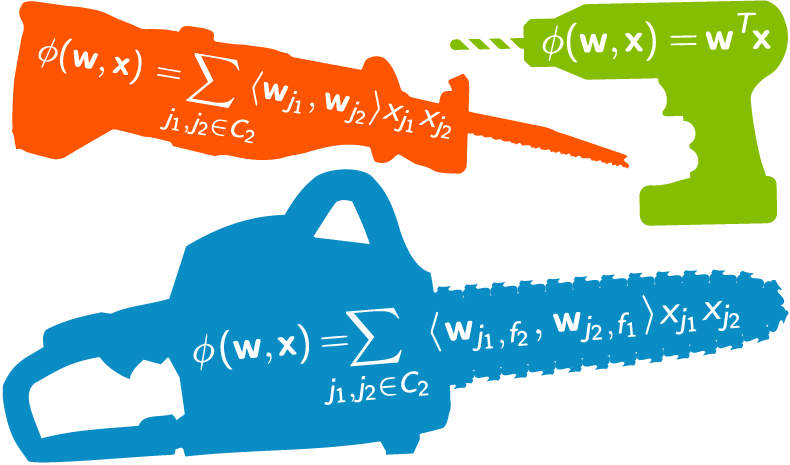 ϕ(w, x) = ∑_{j₁,j₂∈C₂} ⟨w_{j₁}, w_{j₂}⟩ x_{j₁} x_{j₂}
ϕ(w, x) = wᵀx
ϕ(w, x) = ∑_{j₁,j₂∈C₂} ⟨w_{j₁,f₂}, w_{j₂,f₁}⟩ x_{j₁} x_{j₂}